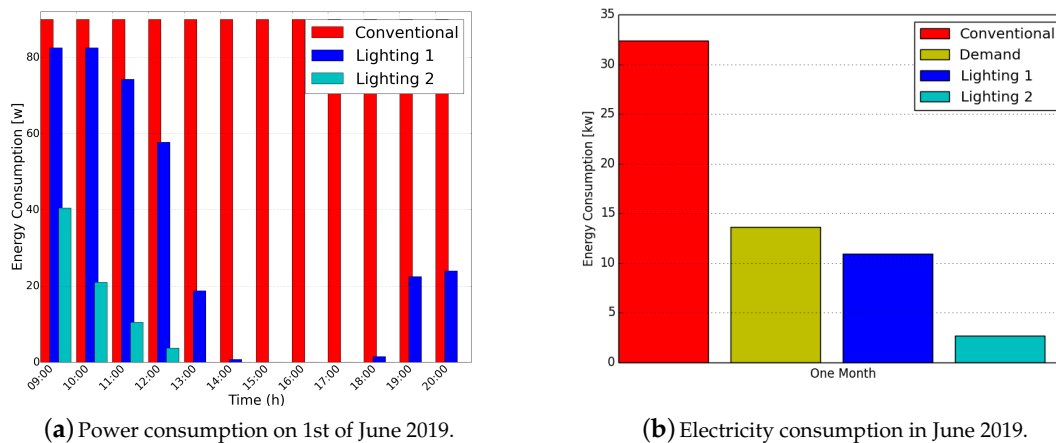 Energy Consumption [w]
80
60
40
20
0
Conventional
Lighting 1
Lighting 2
09:00
10:00
11:00
12:00
13:00
14:00
15:00
16:00
17:00
18:00
19:00
20:00
Time (h)
(a) Power consumption on 1st of June 2019.
Energy Consumption [kw]
35
30
25
20
15
10
5
0
Conventional
Demand
Lighting 1
Lighting 2
One Month
(b) Electricity consumption in June 2019.